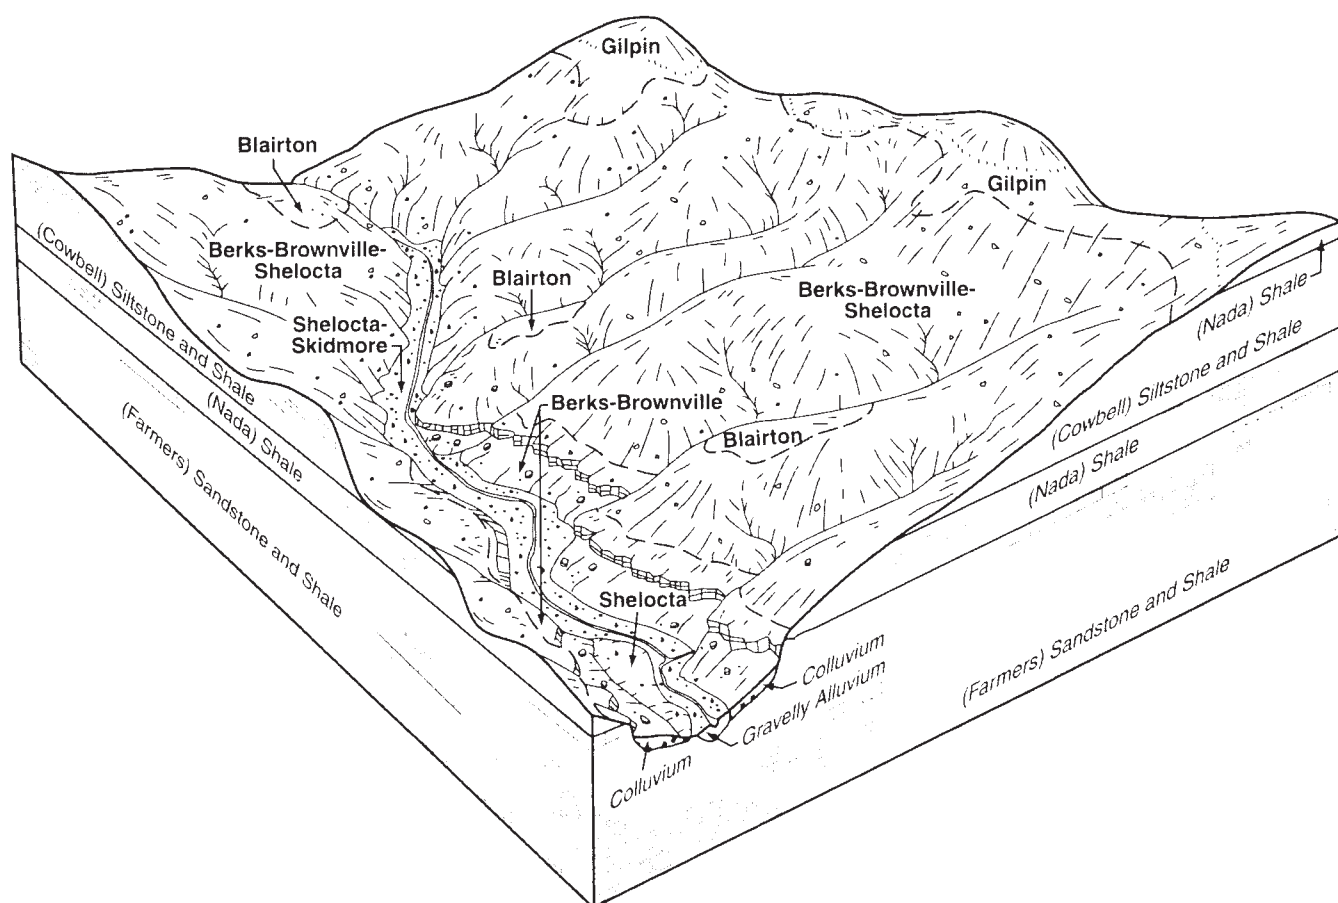 Gilpin
Blairton
Gilpin
Berks-Brownville-
Shelocta
Blairton
Berks-Brownville-
Shelocta
Shelocta-
Skidmore
Berks-Brownville
Blairton
Shelocta
(Cowbell) Siltstone and Shale
(Nada) Shale
(Farmers) Sandstone and Shale
(Nada) Shale
(Cowbell) Siltstone and Shale
(Nada) Shale
(Farmers) Sandstone and Shale
Colluvium
Gravelly Alluvium
Colluvium